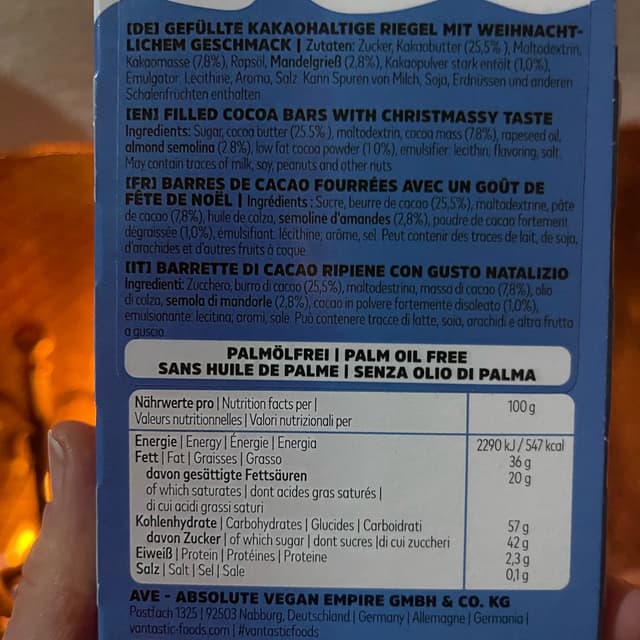 [DE] GEFÜLLTE KAKAOHALTIGE RIEGEL MIT WEIHNACHT-
LICHEM GESCHMACK | Zutaten: Zucker, Kakaobutter (25,5%), Maltodextrin,
Kakaomasse (7,8%), Rapsöl, Mandelgrieß (2,8%), Kakaopulver stark entölt (1,0%),
Emulgator: Lecithine, Aroma, Salz. Kann Spuren von Milch, Soja, Erdnüssen und anderen
Schalenfrüchten enthalten
[EN] FILLED COCOA BARS WITH CHRISTMASSY TASTE
Ingredients: Sugar, cocoa butter (25.5%), maltodextrin, cocoa mass (7.8%), rapeseed oil,
almond semolina (2.8%), low fat cocoa powder (1.0%), emulsifier: lecithin, flavoring, salt.
May contain traces of milk, soy, peanuts and other nuts
[FR] BARRES DE CACAO FOURRÉES AVEC UN GOÛT DE
FÊTE DE NOËL | Ingrédients : Sucre, beurre de cacao (25,5%), maltodextrine, pâte
de cacao (7,8%), huile de colza, semoline d'amandes (2,8%), poudre de cacao fortement
dégraissée (1,0%), émulsifiant: lécithine, arôme, sel. Peut contenir des traces de lait, de soja,
d'arachides et d'autres fruits à coque
[IT] BARRETTE DI CACAO RIPIENE CON GUSTO NATALIZIO
Ingredienti: Zucchero, burro di cacao (25,5%), maltodestrina, massa di cacao (7,8%), olio
di colza, semola di mandorle (2,8%), cacao in polvere fortemente disoleato (1,0%),
emulsionante: lecitina, aromi, sale. Può contenere tracce di latte, soia, arachidi e altra frutta
a guscio
PALMÖLFREI | PALM OIL FREE
SANS HUILE DE PALME | SENZA OLIO DI PALMA
Nährwerte pro | Nutrition facts per | 100 g
Valeurs nutritionnelles | Valori nutrizionali per
Energie | Energy | Énergie | Energia 2290 kJ / 547 kcal
Fett | Fat | Graisses | Grasso 36 g
davon gesättigte Fettsäuren 20 g
of which saturates | dont acides gras saturés |
di cui acidi grassi saturi
Kohlenhydrate | Carbohydrates | Glucides | Carboidrati 57 g
davon Zucker | of which sugar | dont sucres |di cui zuccheri 42 g
Eiweiß | Protein | Protéines | Proteine 2,3 g
Salz | Salt | Sel | Sale 0,1 g
AVE - ABSOLUTE VEGAN EMPIRE GMBH & CO. KG
Postfach 1325 | 92503 Nabburg, Deutschland | Germany | Allemagne | Germania |
vantastic-foods.com | #vantasticfoods